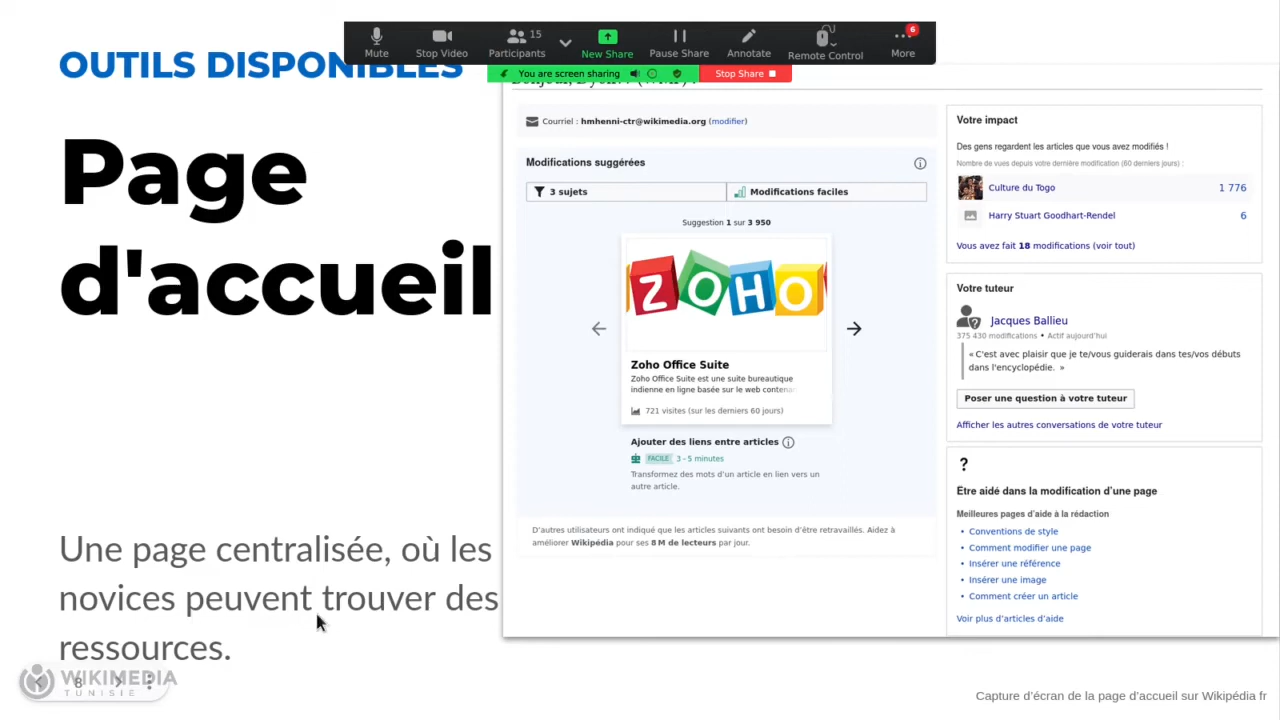 Mute
Stop Video
Participants
15
New Share
Pause Share
Annotate
Remote Control
More
6
You are screen sharing
Stop Share
OUTILS DISPONIBLES
Page
d'accueil
Une page centralisée, où les
novices peuvent trouver des
ressources.
Courriel : hmhenni-ctr@wikimedia.org (modifier)
Modifications suggérées
3 sujets
Modifications faciles
Suggestion 1 sur 3 950
ZOHO
Zoho Office Suite
Zoho Office Suite est une suite bureautique
indienne en ligne basée sur le web contenan
721 visites (sur les derniers 60 jours)
Ajouter des liens entre articles
FACILE 3 - 5 minutes
Transformez des mots d'un article en lien vers un
autre article.
D'autres utilisateurs ont indiqué que les articles suivants ont besoin d'être retravaillés. Aidez à
améliorer Wikipédia pour ses 8 M de lecteurs par jour.
Votre impact
Des gens regardent les articles que vous avez modifiés !
Nombre de vues depuis votre dernière modification (60 derniers jours) :
Culture du Togo 1 776
Harry Stuart Goodhart-Rendel 6
Vous avez fait 18 modifications (voir tout)
Votre tuteur
Jacques Ballieu
375 430 modifications • Actif aujourd'hui
« C'est avec plaisir que je te/vous guiderais dans tes/vos débuts
dans l'encyclopédie. »
Poser une question à votre tuteur
Afficher les autres conversations de votre tuteur
?
Etre aidé dans la modification d'une page
Meilleures pages d'aide à la rédaction
• Conventions de style
• Comment modifier une page
• Insérer une référence
• Insérer une image
• Comment créer un article
Voir plus d'articles d'aide
8
WIKIMEDIA
TUNISIE
Capture d'écran de la page d'accueil sur Wikipédia fr